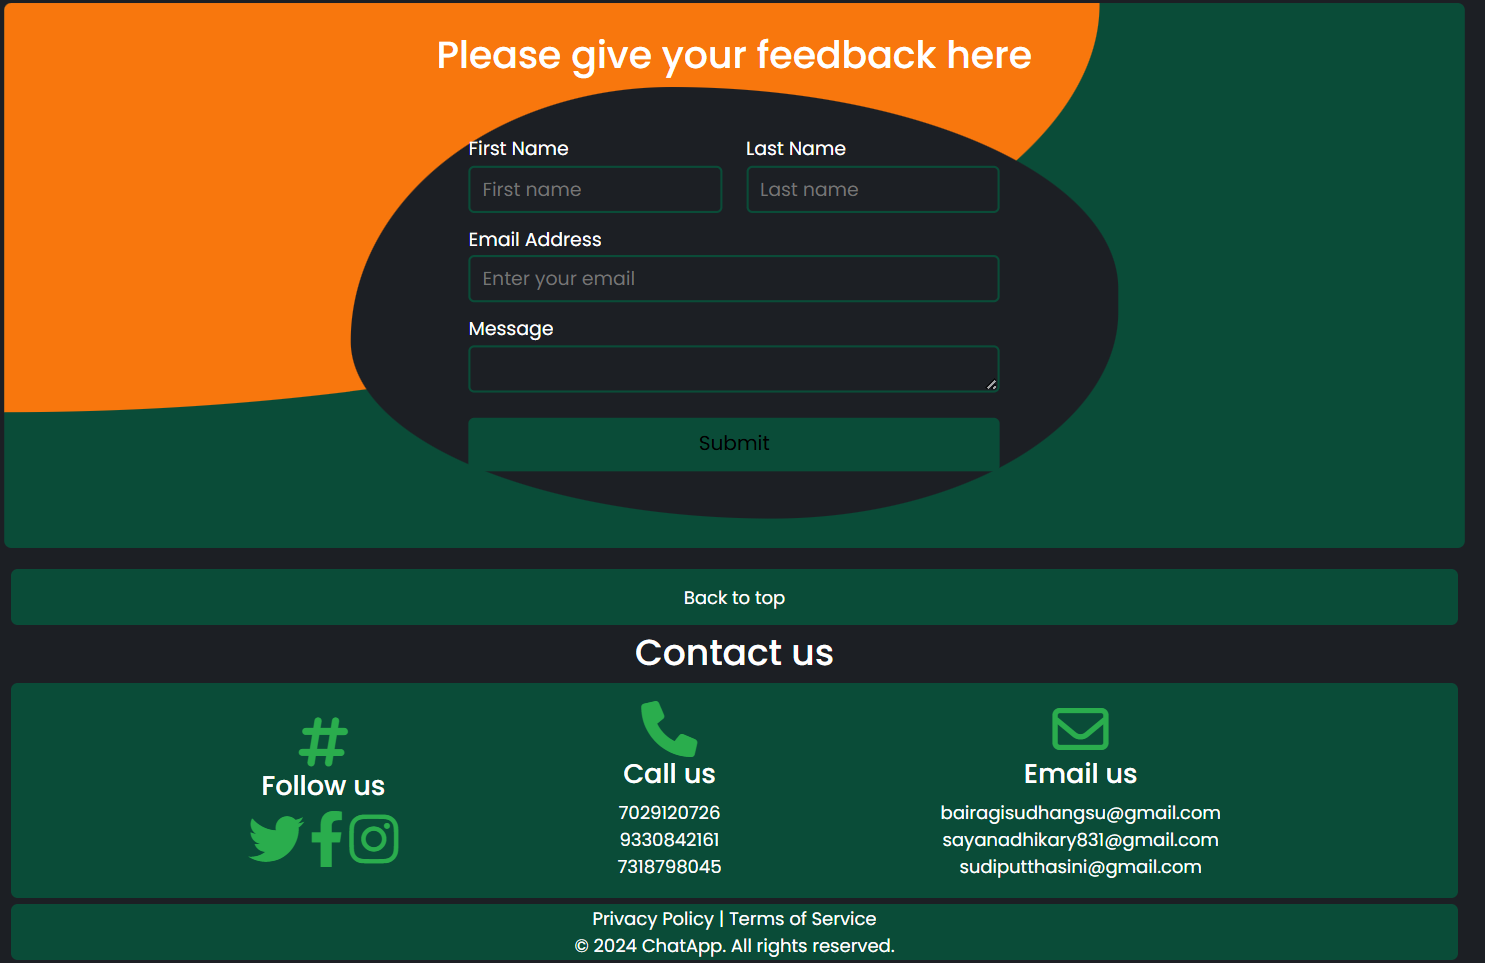 Please give your feedback here
First Name
Last Name
First name
Last name
Email Address
Enter your email
Message
Submit
Back to top
Contact us
Follow us
Call us
7029120726
9330842161
7318798045
Email us
bairagisudhangsu@gmail.com
sayanadhikary831@gmail.com
sudiputthasini@gmail.com
Privacy Policy | Terms of Service
© 2024 ChatApp. All rights reserved.